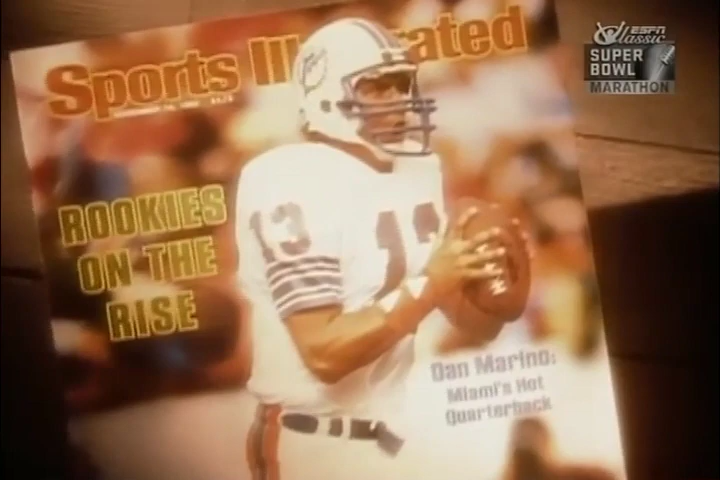 Sports Illustrated
ROOKIES
ON THE
RISE
13
13
Dan Marino:
Miami's Hot
Quarterback
ESPN
Classic
SUPER
BOWL
MARATHON